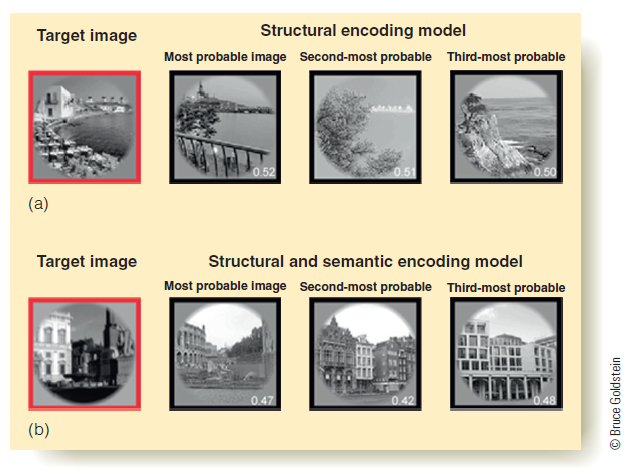 Target image
Structural encoding model
Most probable image Second-most probable Third-most probable
0.52
0.51
0.50
(a)
Target image
Structural and semantic encoding model
Most probable image Second-most probable Third-most probable
0.47
0.42
0.48
(b)
© Bruce Goldstein